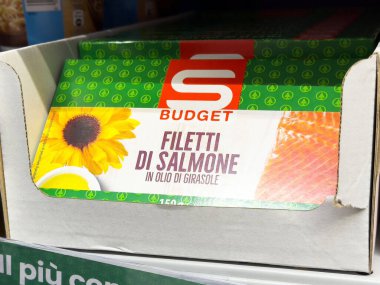 BUDGET
FILETTI
DI SALMONE
IN OLIO DI GIRASOLE
Il più con